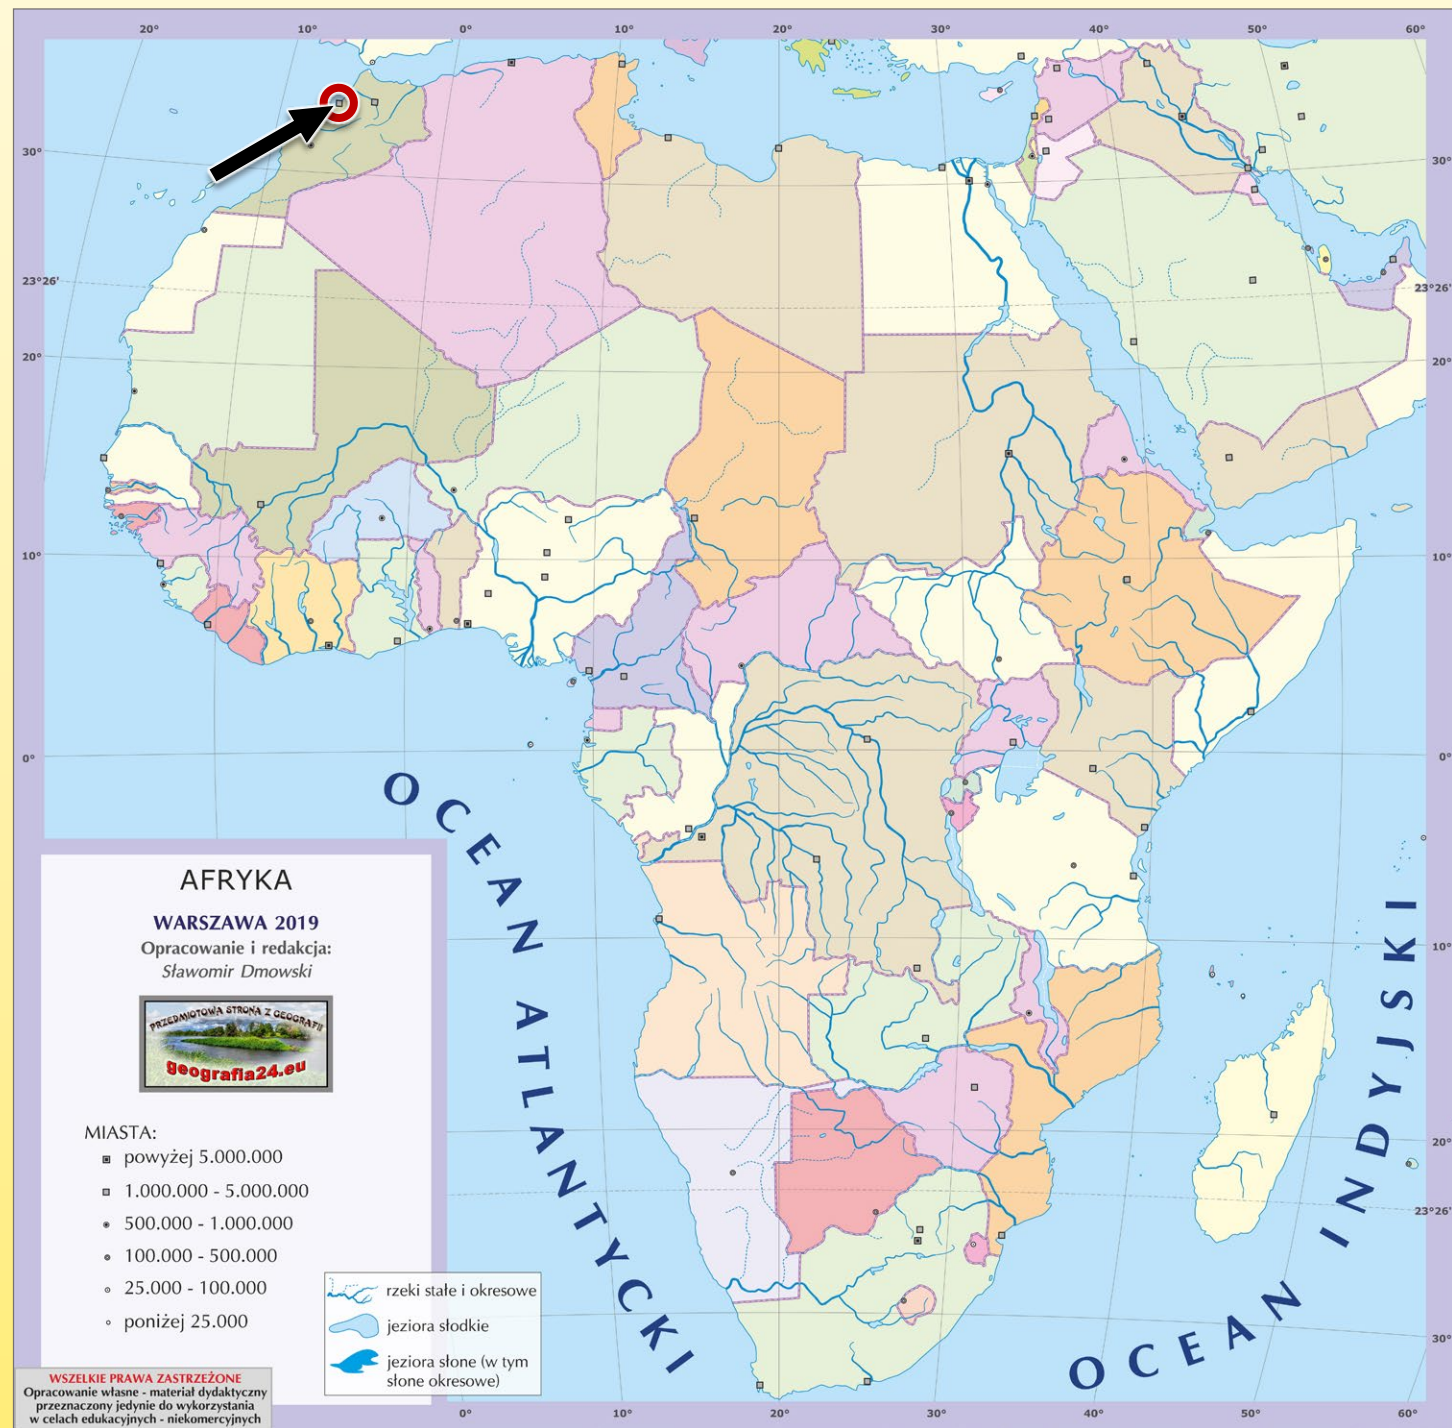 20° 10° 0° 10° 20° 30° 40° 50° 60°
30° 30°
23°26' 23°26'
20° 20°
10° 10°
0° 0°
OCEAN ATLANTYCKI
OCEAN INDYJSKI
10°
20°
23°26'
30°
AFRYKA
WARSZAWA 2019
Opracowanie i redakcja:
Sławomir Dmowski
PRZEDMIOTOWA STRONA Z GEOGRAFII
geografia24.eu
MIASTA:
powyżej 5.000.000
1.000.000 - 5.000.000
500.000 - 1.000.000
100.000 - 500.000
25.000 - 100.000
poniżej 25.000
rzeki stałe i okresowe
jeziora słodkie
jeziora słone (w tym
słone okresowe)
WSZELKIE PRAWA ZASTRZEŻONE
Opracowanie własne - materiał dydaktyczny
przeznaczony jedynie do wykorzystania
w celach edukacyjnych - niekomercyjnych
0° 10° 20° 30° 40° 50° 60°